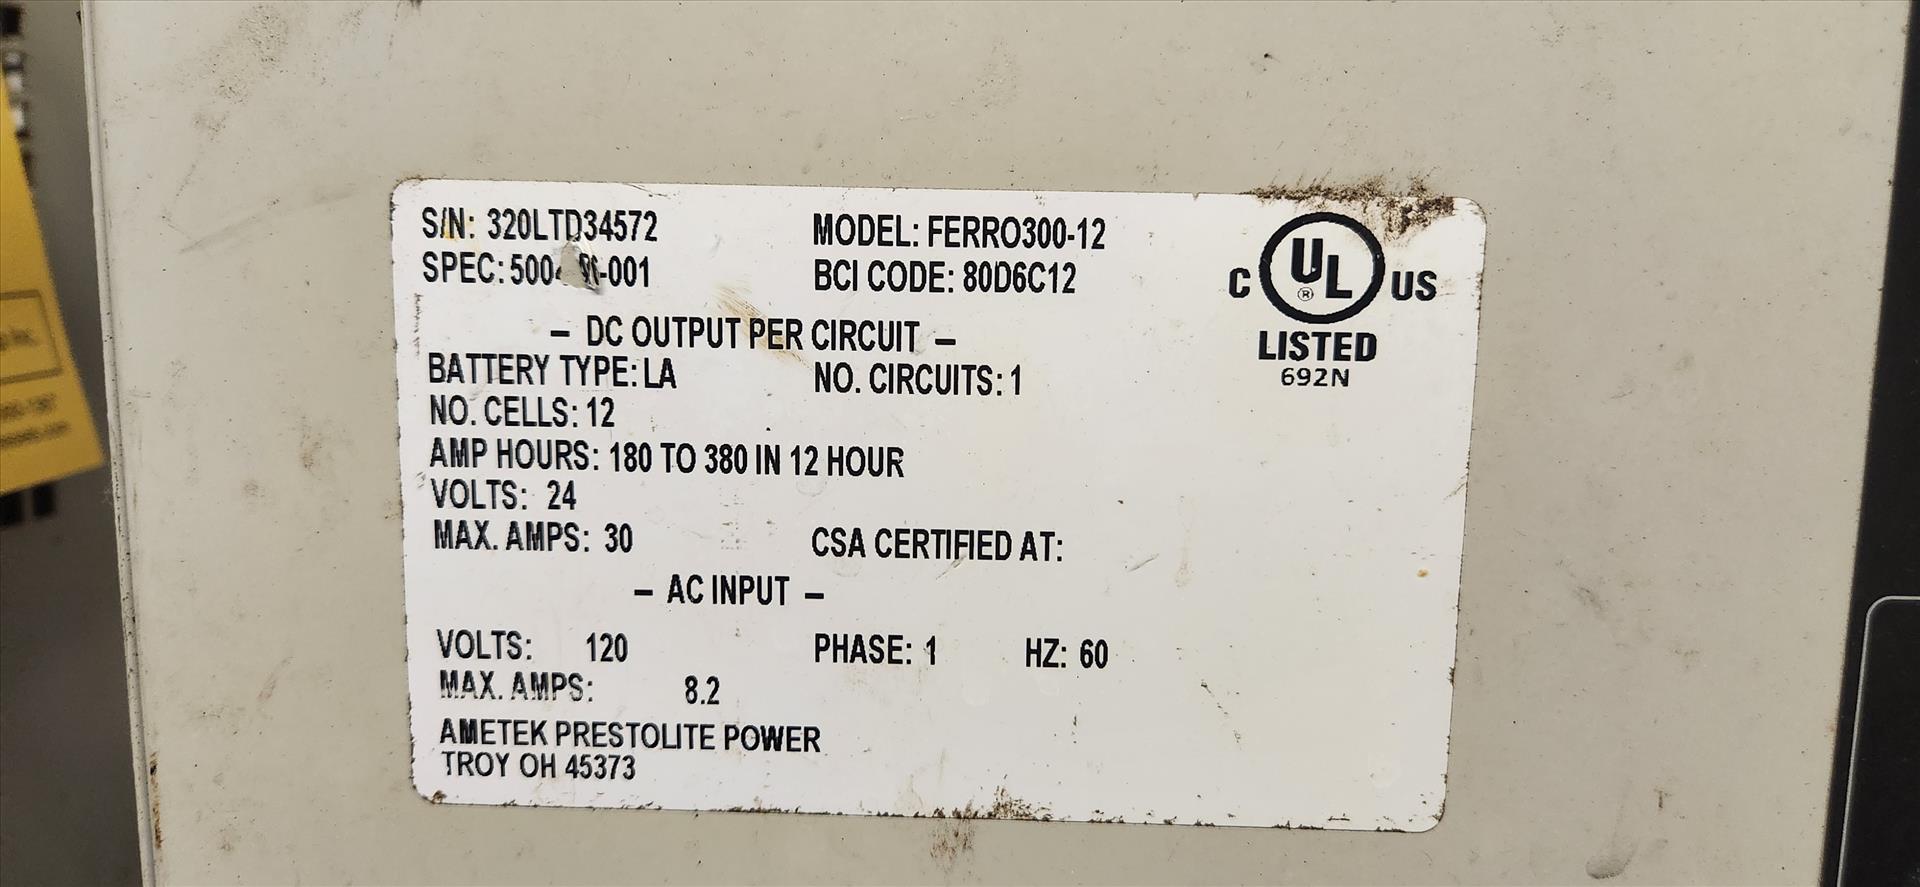 S/N: 320LTD34572 MODEL: FERRO300-12
SPEC: BCI CODE: 80D6C12
C UL ® US
LISTED
692N
– DC OUTPUT PER CIRCUIT –
BATTERY TYPE: LA NO. CIRCUITS: 1
NO. CELLS: 12
AMP HOURS: 180 TO 380 IN 12 HOUR
VOLTS: 24
MAX. AMPS: 30 CSA CERTIFIED AT:
– AC INPUT –
VOLTS: 120 PHASE: 1 HZ: 60
MAX. AMPS: 8.2
AMETEK PRESTOLITE POWER
TROY OH 45373